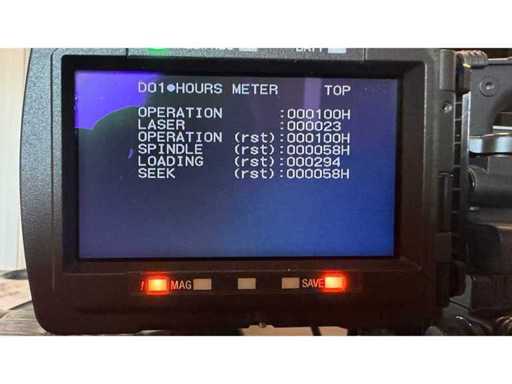 BATT
D01●HOURS METER TOP
OPERATION :000100H
LASER :000023
OPERATION (rst):000100H
SPINDLE (rst):000058H
LOADING (rst):000294
SEEK (rst):000058H
! MAG SAVE